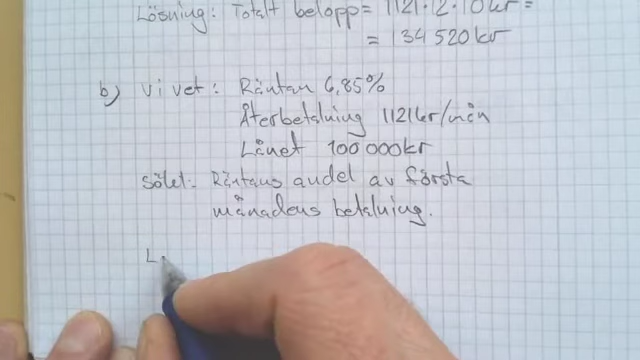 Lösning: Totalt belopp = 1121·12·10 kr =
= 134 520 kr
b) Vi vet: Räntan 6,85%
Återbetalning 1121 kr/mån
Lånet 100 000 kr
Sökt: Räntans andel av första
månadens betalning.
L